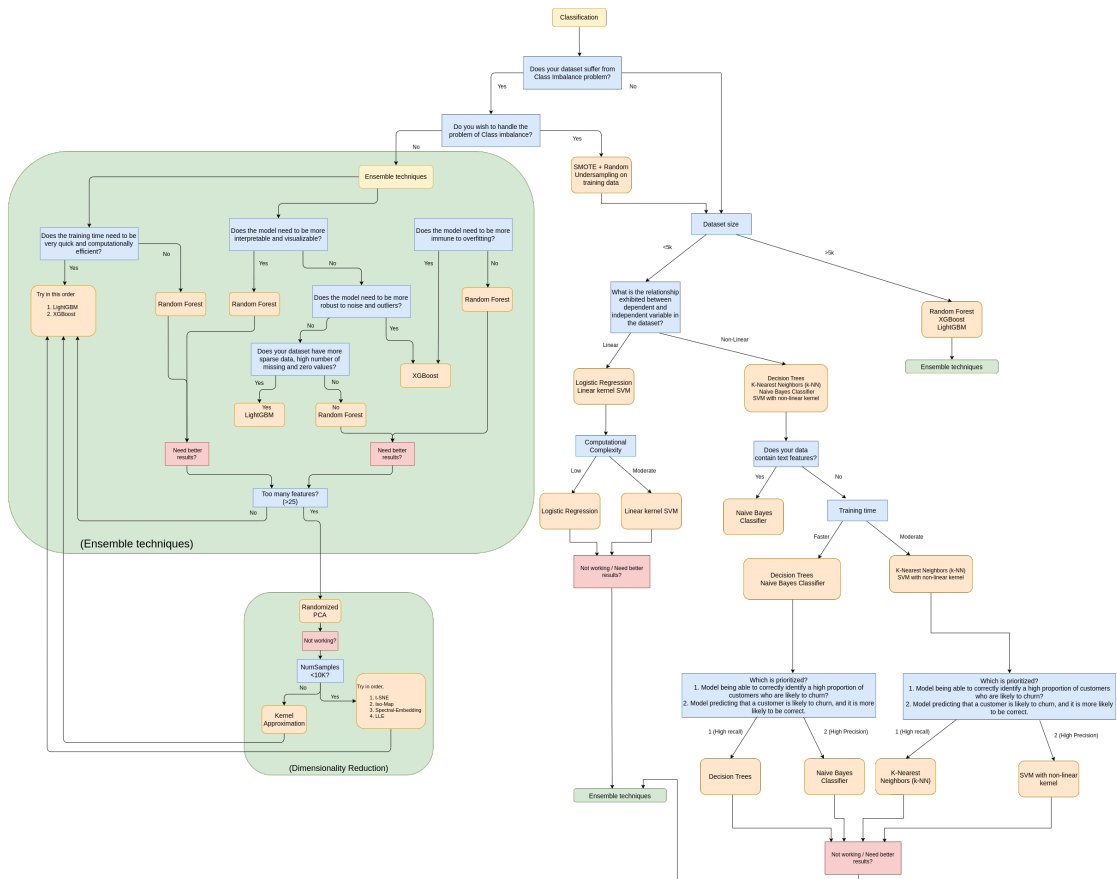 Classification
Does your dataset suffer from
Class Imbalance problem?
Yes
No
Do you wish to handle the
problem of Class imbalance?
No
Yes
Ensemble techniques
SMOTE + Random
Undersampling on
training data
Dataset size
Does the training time need to be
very quick and computationally
efficient?
Does the model need to be more
interpretable and visualizable?
Does the model need to be more
immune to overfitting?
<5k
>5k
Yes
No
Yes
No
Yes
No
Try in this order
1. LightGBM
2. XGBoost
Random Forest
Random Forest
Does the model need to be more
robust to noise and outliers?
Random Forest
What is the relationship
exhibited between
dependent and
independent variable in
the dataset?
Random Forest
XGBoost
LightGBM
No
Yes
Linear
Non-Linear
Does your dataset have more
sparse data, high number of
missing and zero values?
XGBoost
Ensemble techniques
Yes
No
Logistic Regression
Linear kernel SVM
Decision Trees
K-Nearest Neighbors (k-NN)
Naive Bayes Classifier
SVM with non-linear kernel
Yes
LightGBM
No
Random Forest
Need better
results?
Need better
results?
Computational
Complexity
Does your data
contain text features?
Low
Moderate
Yes
No
Too many features?
(>25)
No
Yes
Logistic Regression
Linear kernel SVM
Naive Bayes
Classifier
Training time
(Ensemble techniques)
Faster
Moderate
Not working / Need better
results?
Decision Trees
Naive Bayes Classifier
K-Nearest Neighbors (k-NN)
SVM with non-linear kernel
Randomized
PCA
Not working?
NumSamples
<10K?
No
Yes
Try in order,
1. t-SNE
2. Iso-Map
3. Spectral-Embedding
4. LLE
Kernel
Approximation
(Dimensionality Reduction)
Which is prioritized?
1. Model being able to correctly identify a high proportion of
customers who are likely to churn?
2. Model predicting that a customer is likely to churn, and it is more
likely to be correct.
Which is prioritized?
1. Model being able to correctly identify a high proportion of customers
who are likely to churn?
2. Model predicting that a customer is likely to churn, and it is more likely
to be correct.
1 (High recall)
2 (High Precision)
1 (High recall)
2 (High Precision)
Decision Trees
Naive Bayes
Classifier
K-Nearest
Neighbors (k-NN)
SVM with non-linear
kernel
Ensemble techniques
Not working / Need better
results?